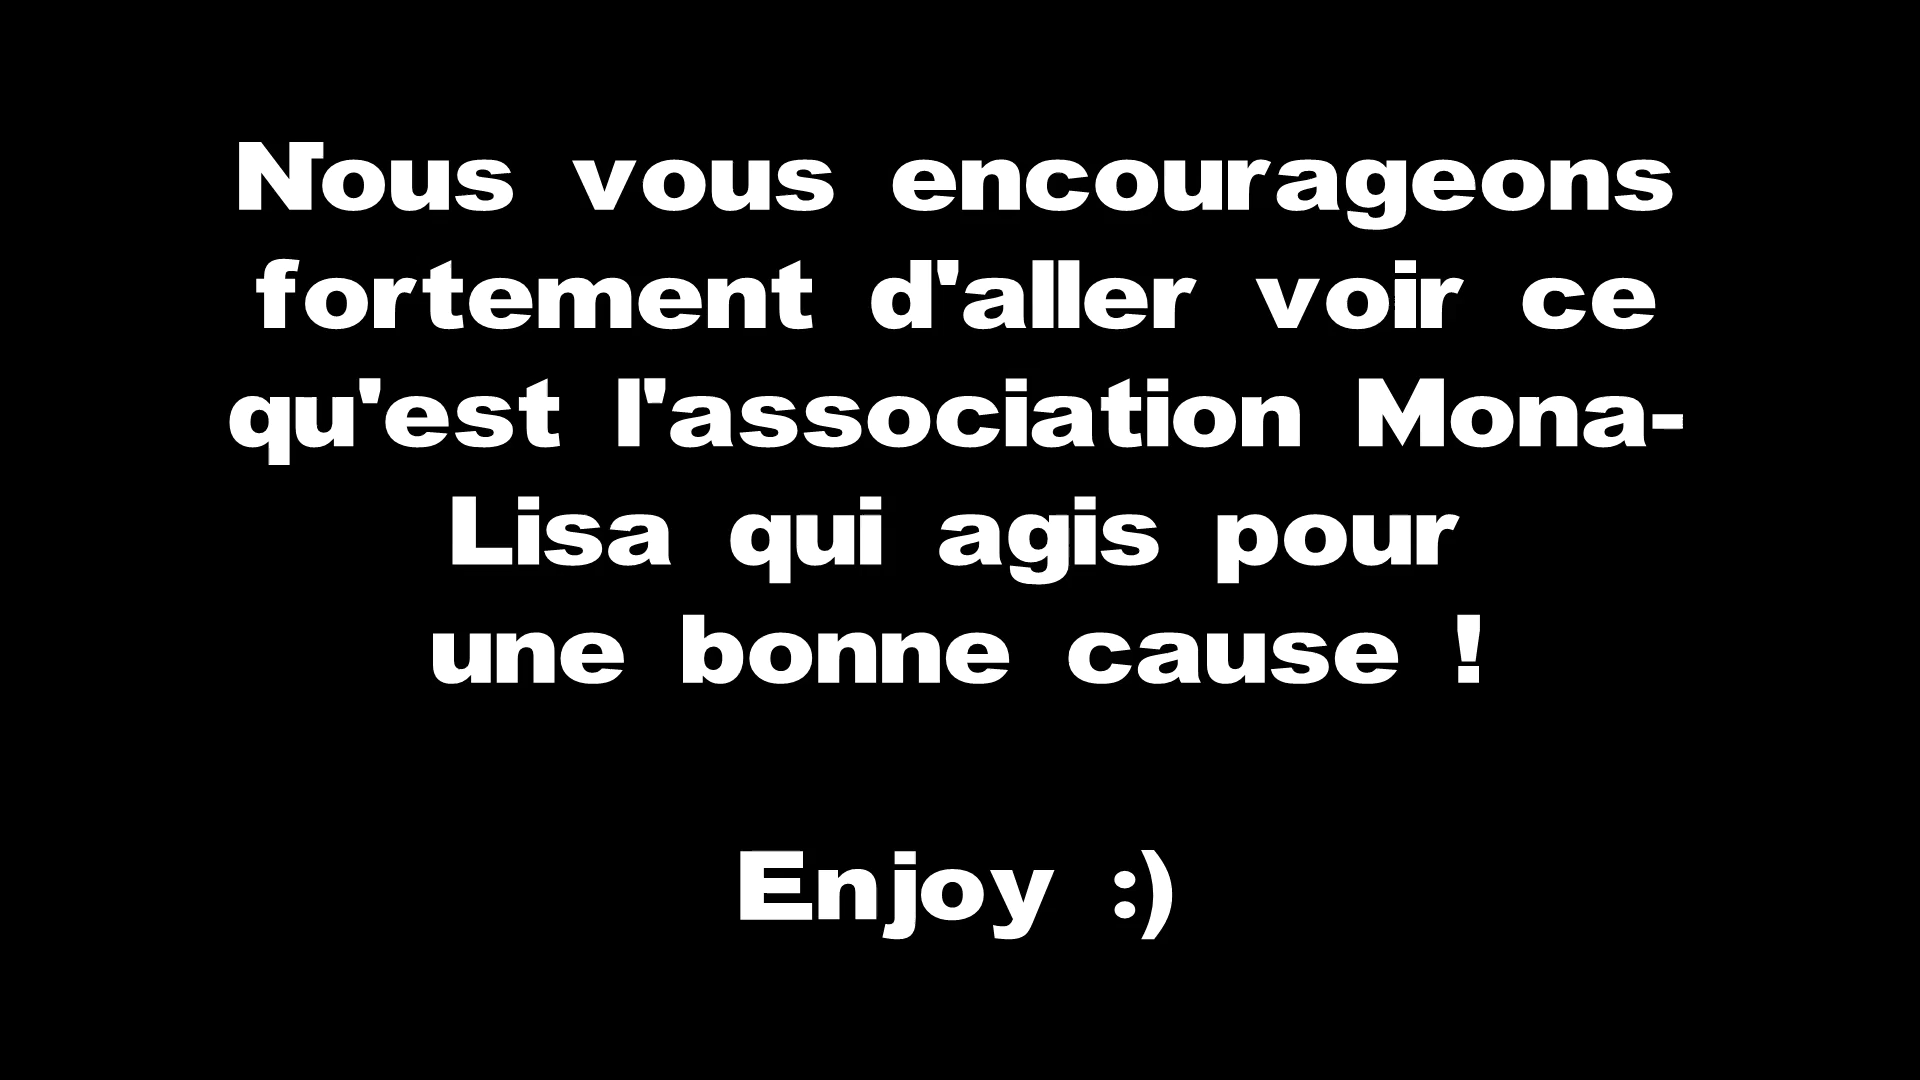 Nous vous encourageons
fortement d'aller voir ce
qu'est l'association Mona-
Lisa qui agis pour
une bonne cause !
Enjoy :)